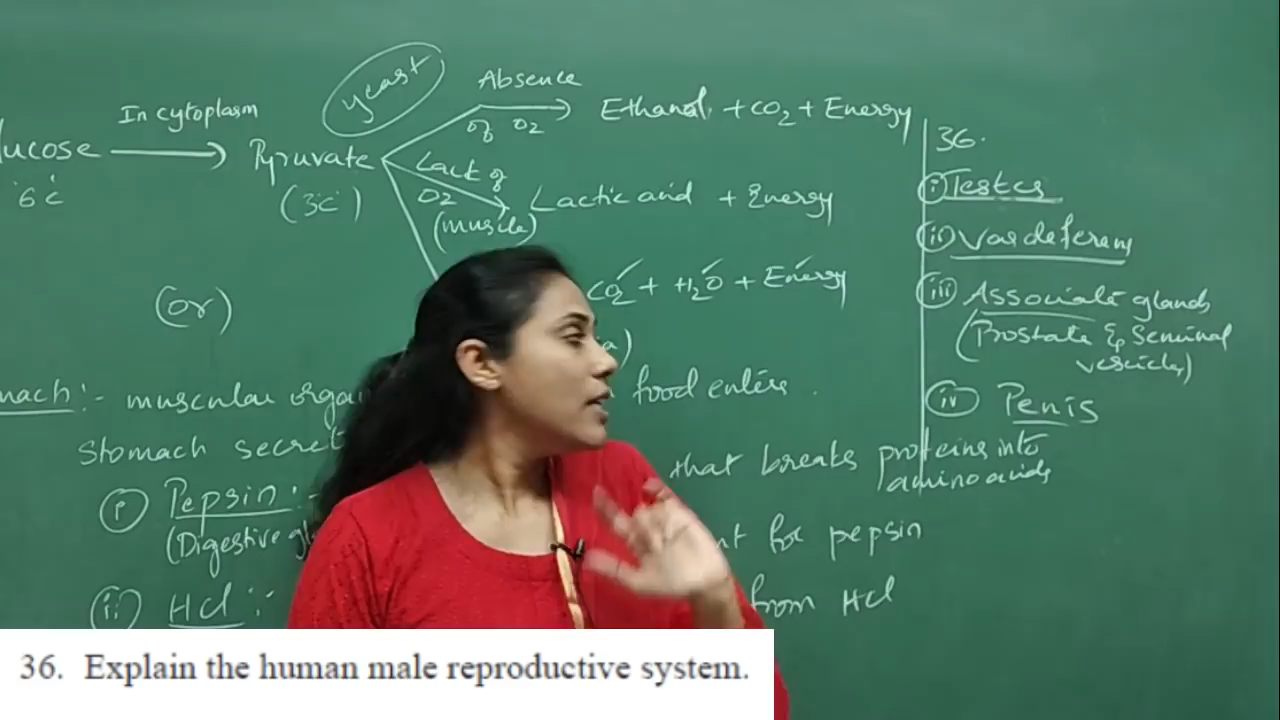 In cytoplasm
lucose → Pyruvate
6C
(3C)
yeast
Absence
of O2
Ethanol + CO2 + Energy
Lack of
O2
(muscle)
Lactic acid + Energy
CO2 + H2O + Energy
(or)
mach :- muscular orga food enters.
Stomach secret that breaks proteins into
aminoacids
(i) Pepsin :-
(Digestive gl for pepsin
(ii) HCl :- from HCl
36.
(i) Testes
(ii) Vas deferens
(iii) Associate glands
(Prostate & Seminal
vesicles)
(iv) Penis
36. Explain the human male reproductive system.